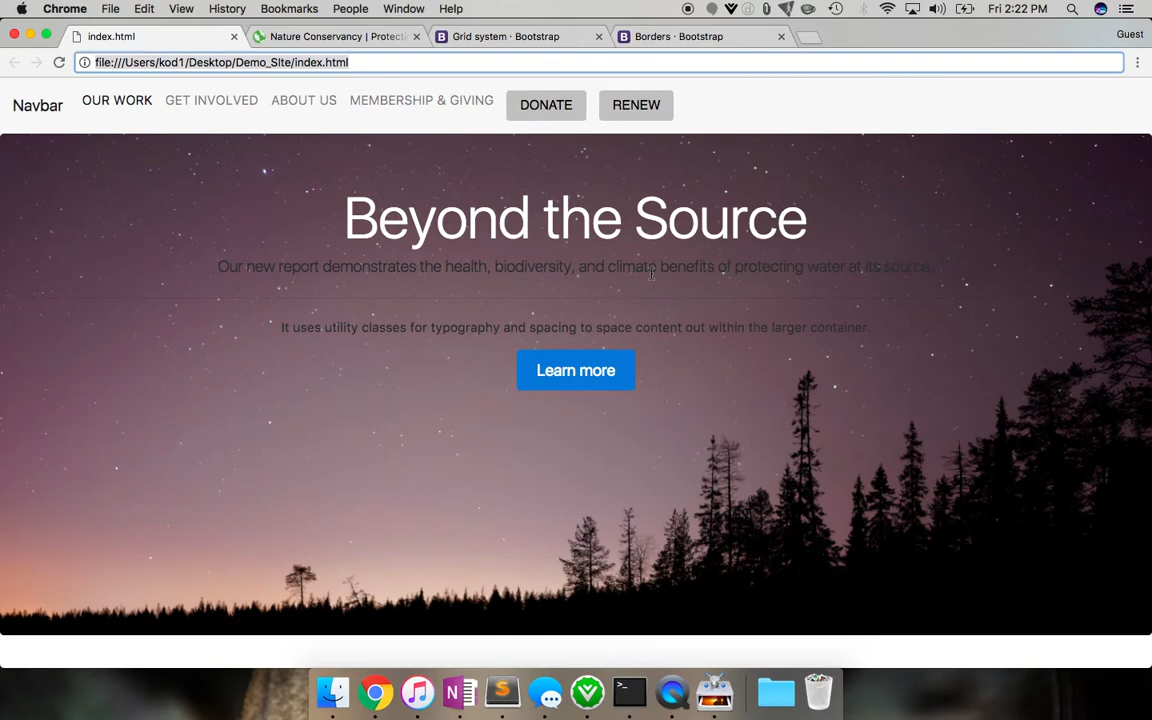 Chrome File Edit View History Bookmarks People Window Help Fri 2:22 PM
index.html Nature Conservancy | Protecti Grid system · Bootstrap Borders · Bootstrap Guest
file:///Users/kod1/Desktop/Demo_SIte/index.html
Navbar OUR WORK GET INVOLVED ABOUT US MEMBERSHIP & GIVING DONATE RENEW
Beyond the Source
Our new report demonstrates the health, biodiversity, and climate benefits of protecting water at its source.
It uses utility classes for typography and spacing to space content out within the larger container.
Learn more